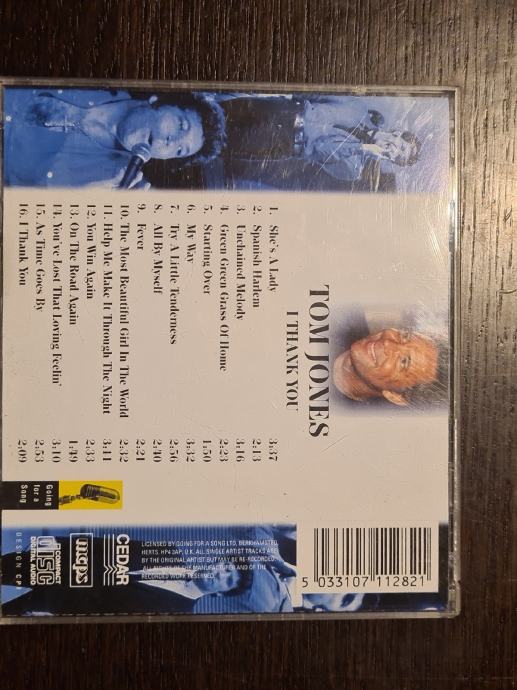 TOM JONES
I THANK YOU
1. She's A Lady 3:37
2. Spanish Harlem 2:13
3. Unchained Melody 3:16
4. Green Green Grass Of Home 2:23
5. Starting Over 1:50
6. My Way 3:32
7. Try A Little Tenderness 2:56
8. All By Myself 2:40
9. Fever 2:21
10. The Most Beautiful Girl In The World 2:32
11. Help Me Make It Through The Night 3:11
12. You Win Again 2:33
13. On The Road Again 1:49
14. You've Lost That Loving Feelin' 3:10
15. As Time Goes By 2:53
16. I Thank You 2:09
Going
for a
Song
5 033107 112821
LICENSED BY GOING FOR A SONG LTD, BERKHAMSTED,
HERTS, HP4 3AP, U.K. ALL SINGLE ARTIST TRACKS ARE
BY THE ORIGINAL ARTIST BUT MAY BE RE-RECORDED.
ALL RIGHTS OF THE MANUFACTURER AND OF THE
RECORDED WORK RESERVED.
CEDAR
mcps
COMPACT
disc
DIGITAL AUDIO